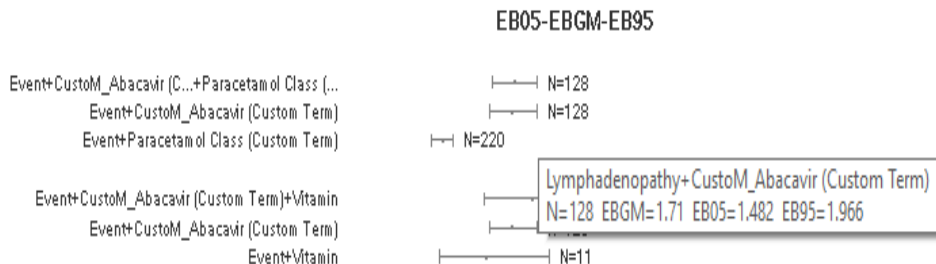 EB05-EBGM-EB95
Event+CustoM_Abacavir (C...+Paracetamol Class (... N=128
Event+CustoM_Abacavir (Custom Term) N=128
Event+Paracetamol Class (Custom Term) N=220
Event+CustoM_Abacavir (Custom Term)+Vitamin
Lymphadenopathy+CustoM_Abacavir (Custom Term)
N=128 EBGM=1.71 EB05=1.482 EB95=1.966
Event+CustoM_Abacavir (Custom Term)
Event+Vitamin N=11